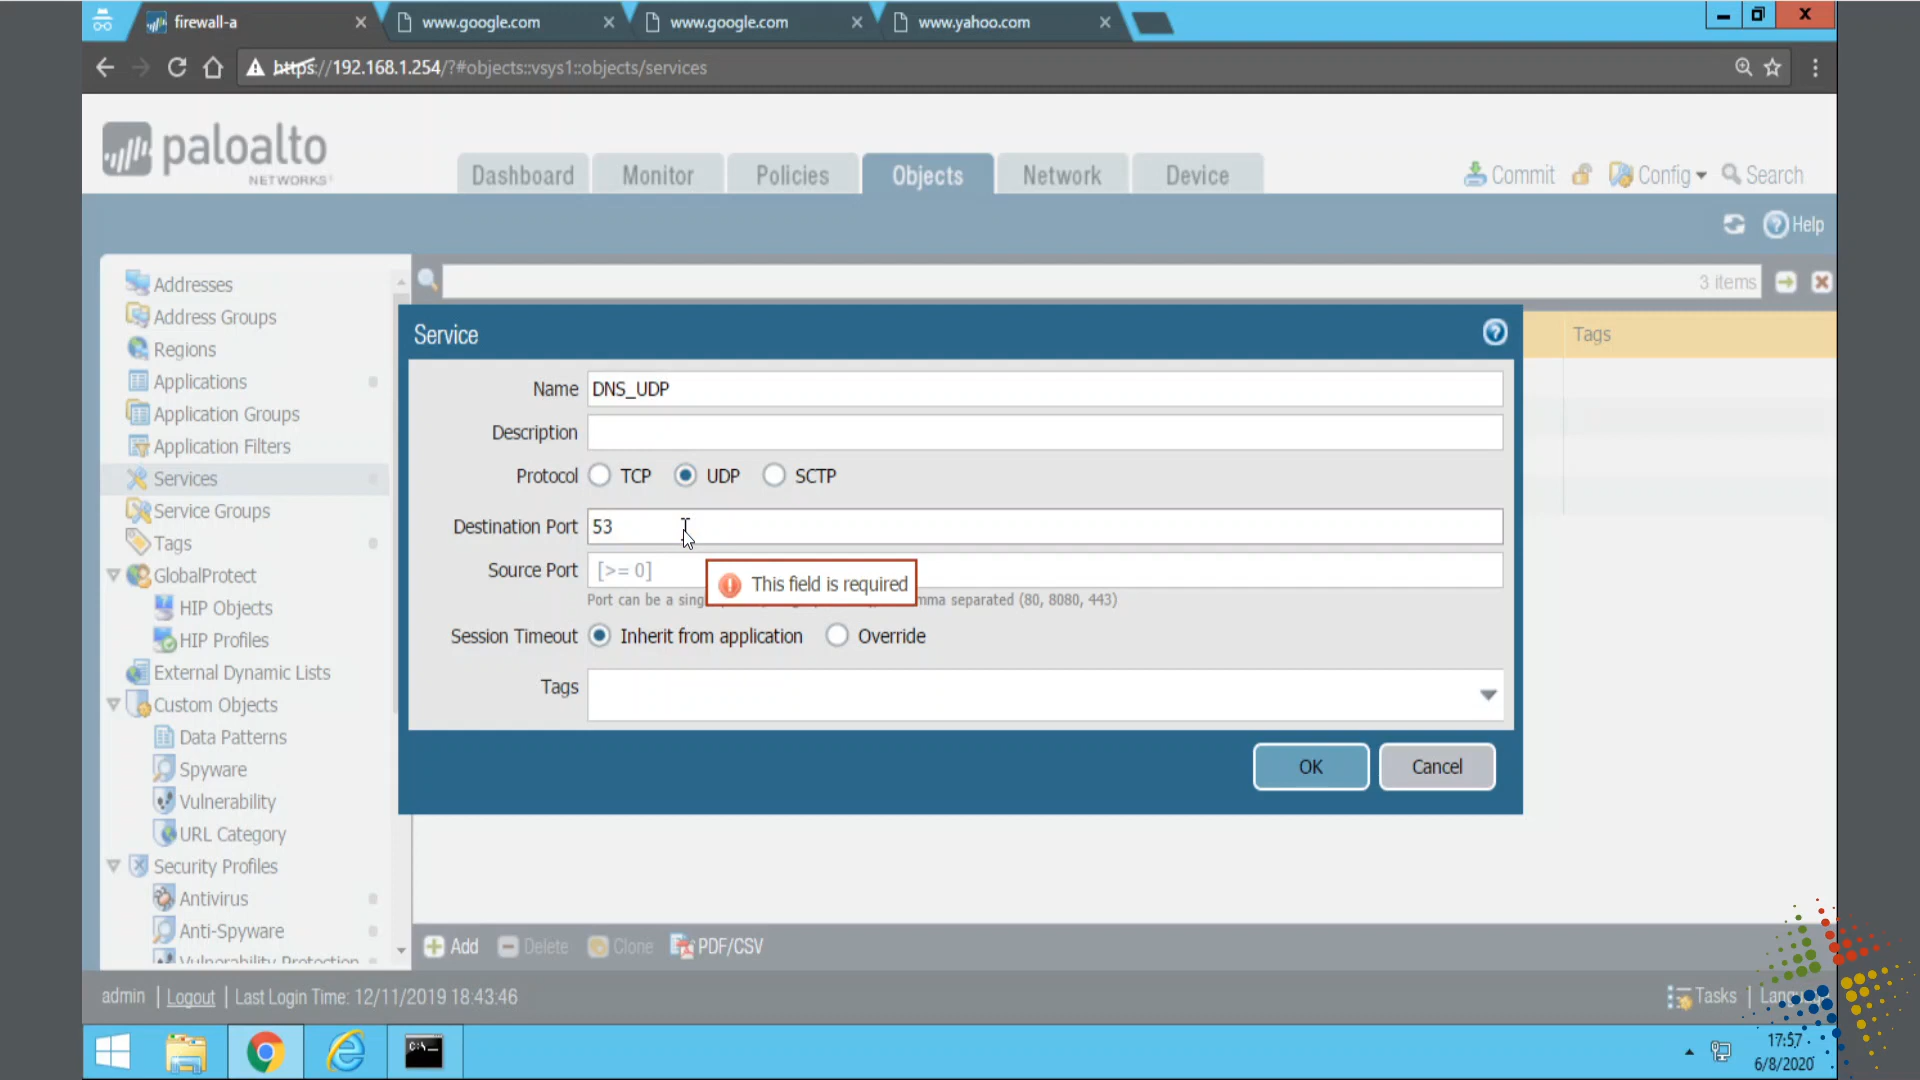 firewall-a
www.google.com
www.google.com
www.yahoo.com
https://192.168.1.254/?#objects::vsys1::objects/services
paloalto
NETWORKS
Dashboard
Monitor
Policies
Objects
Network
Device
Commit
Config
Search
Help
Addresses
Address Groups
Regions
Applications
Application Groups
Application Filters
Services
Service Groups
Tags
GlobalProtect
HIP Objects
HIP Profiles
External Dynamic Lists
Custom Objects
Data Patterns
Spyware
Vulnerability
URL Category
Security Profiles
Antivirus
Anti-Spyware
Vulnerability Protection
3 items
Tags
Service
Name DNS_UDP
Description
Protocol TCP UDP SCTP
Destination Port 53
Source Port [>= 0]
This field is required
Port can be a mma separated (80, 8080, 443)
Session Timeout Inherit from application Override
Tags
OK Cancel
Add Delete Clone PDF/CSV
admin | Logout | Last Login Time: 12/11/2019 18:43:46
Tasks |
C:\
17:57
6/8/2020